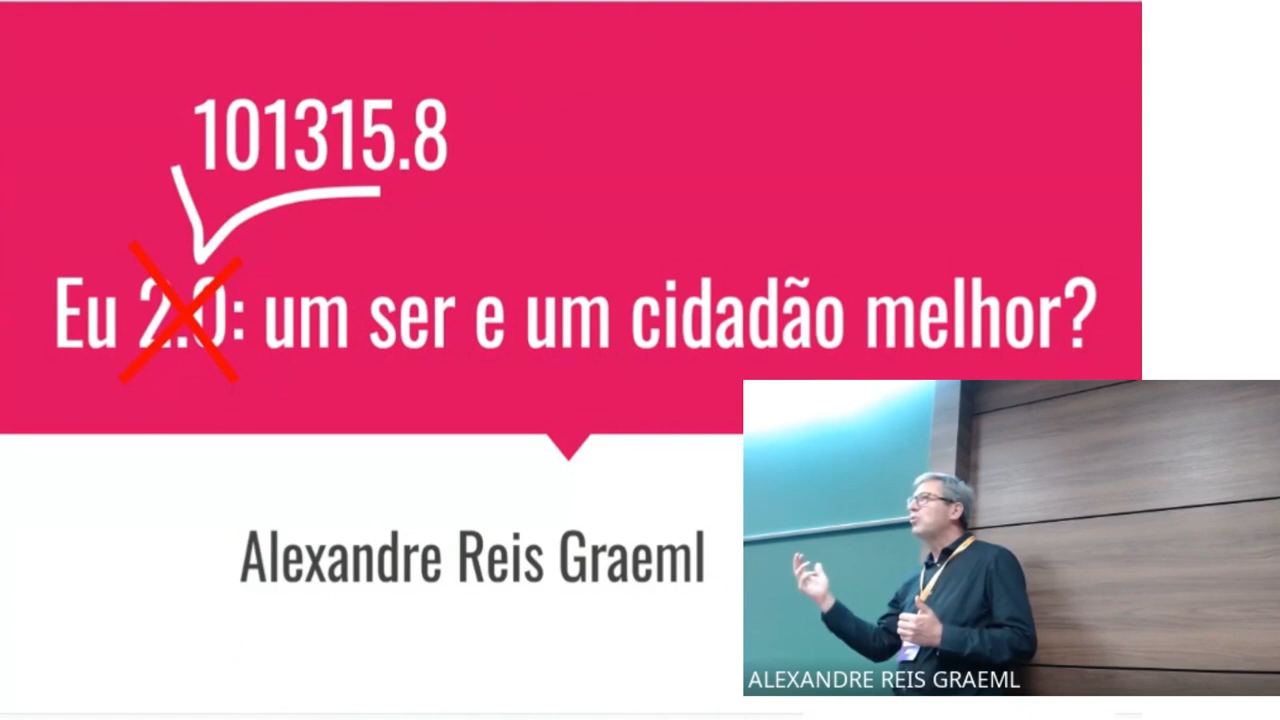 101315.8
Eu 2.0: um ser e um cidadão melhor?
Alexandre Reis Graeml
ALEXANDRE REIS GRAEML